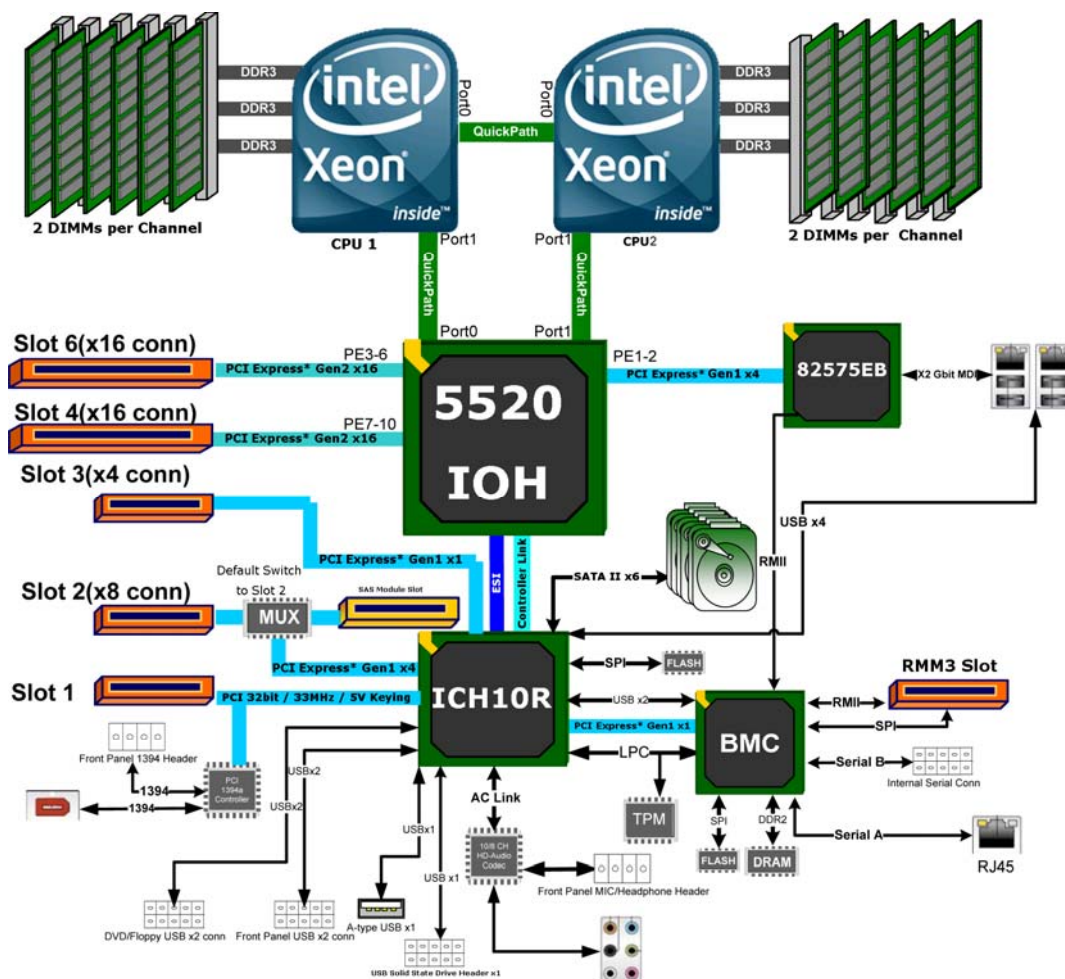 DDR3
DDR3
DDR3
intel®
Xeon®
inside™
Port0
QuickPath
Port0
intel®
Xeon®
inside™
DDR3
DDR3
DDR3
2 DIMMs per Channel
CPU 1
Port1
Port1
CPU2
2 DIMMs per Channel
QuickPath
QuickPath
Port0
Port1
Slot 6(x16 conn)
PE3-6
PCI Express* Gen2 x16
5520
IOH
PE1-2
PCI Express* Gen1 x4
82575EB
X2 Gbit MDI
Slot 4(x16 conn)
PE7-10
PCI Express* Gen2 x16
Slot 3(x4 conn)
PCI Express* Gen1 x1
ESI
Controller Link
SATA II x6
RMII
USB x4
Default Switch
to Slot 2
Slot 2(x8 conn)
MUX
SAS Module Slot
PCI Express* Gen1 x4
ICH10R
SPI
FLASH
RMM3 Slot
Slot 1
PCI 32bit / 33MHz / 5V Keying
USB x2
PCI Express* Gen1 x1
BMC
RMII
SPI
LPC
Serial B
Internal Serial Conn
Front Panel 1394 Header
1394
1394
PCI
1394a
Controller
USBx2
USBx2
USBx1
USB x1
AC Link
10/8 CH
HD-Audio
Codec
TPM
SPI
DDR2
FLASH
DRAM
Serial A
RJ45
Front Panel MIC/Headphone Header
DVD/Floppy USB x2 conn
Front Panel USB x2 conn
A-type USB x1
USB Solid State Drive Header x1